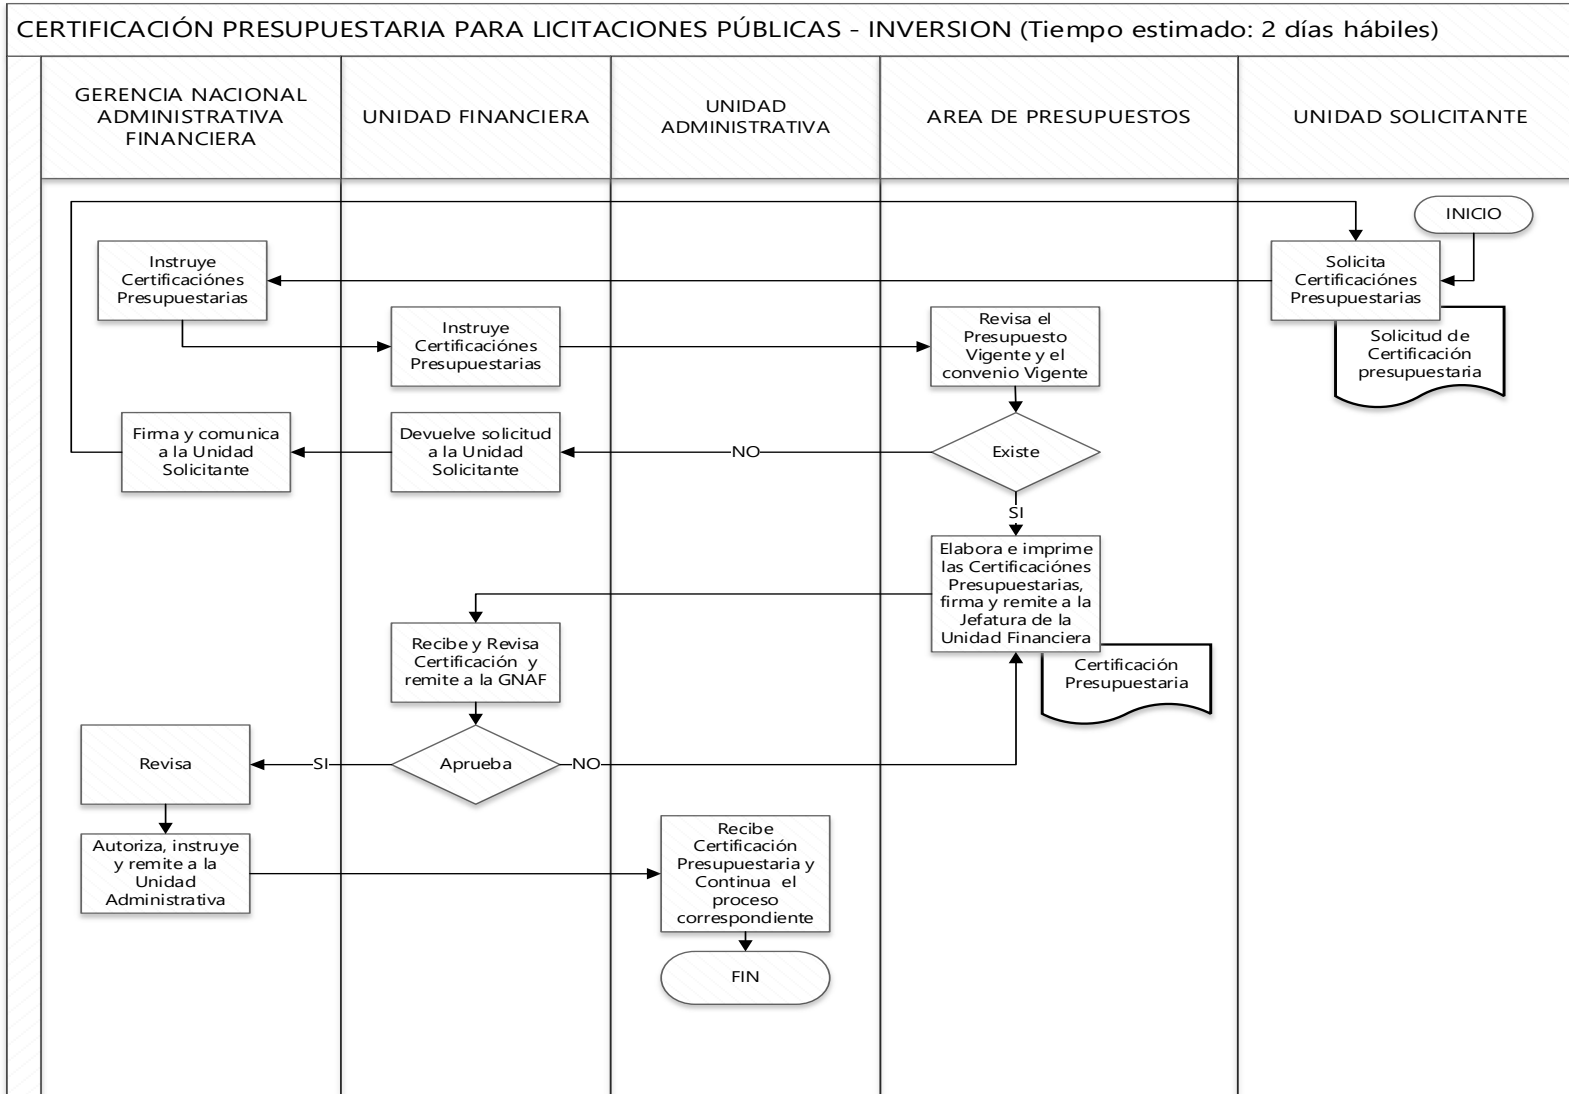 CERTIFICACIÓN PRESUPUESTARIA PARA LICITACIONES PÚBLICAS - INVERSION (Tiempo estimado: 2 días hábiles)
GERENCIA NACIONAL
ADMINISTRATIVA
FINANCIERA
UNIDAD FINANCIERA
UNIDAD
ADMINISTRATIVA
AREA DE PRESUPUESTOS
UNIDAD SOLICITANTE
INICIO
Solicita
Certificaciónes
Presupuestarias
Solicitud de
Certificación
presupuestaria
Instruye
Certificaciónes
Presupuestarias
Instruye
Certificaciónes
Presupuestarias
Revisa el
Presupuesto
Vigente y el
convenio Vigente
Existe
NO
Devuelve solicitud
a la Unidad
Solicitante
Firma y comunica
a la Unidad
Solicitante
SI
Elabora e imprime
las Certificaciónes
Presupuestarias,
firma y remite a la
Jefatura de la
Unidad Financiera
Certificación
Presupuestaria
Recibe y Revisa
Certificación y
remite a la GNAF
Aprueba
NO
SI
Revisa
Autoriza, instruye
y remite a la
Unidad
Administrativa
Recibe
Certificación
Presupuestaria y
Continua el
proceso
correspondiente
FIN